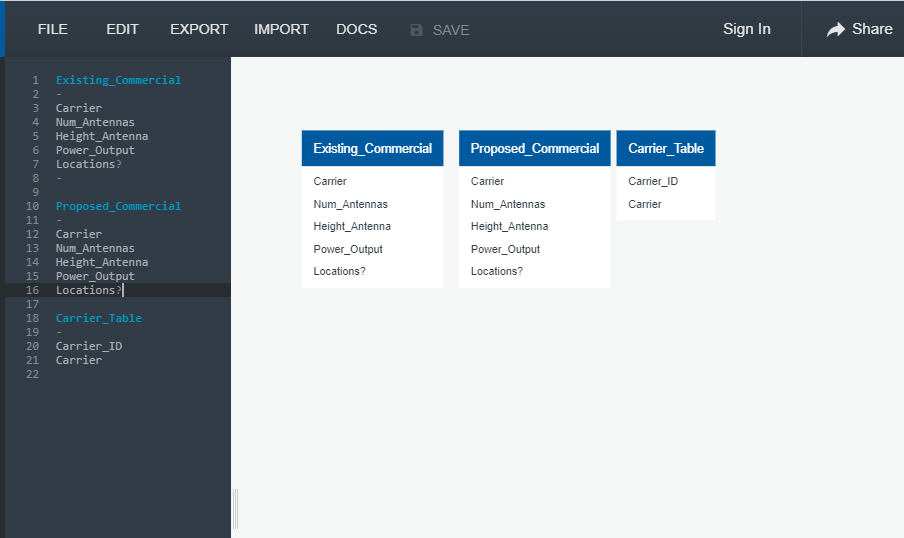 FILE EDIT EXPORT IMPORT DOCS SAVE Sign In Share
1 Existing_Commercial
2 -
3 Carrier
4 Num_Antennas
5 Height_Antenna
6 Power_Output
7 Locations?
8 -
9
10 Proposed_Commercial
11 -
12 Carrier
13 Num_Antennas
14 Height_Antenna
15 Power_Output
16 Locations?
17
18 Carrier_Table
19 -
20 Carrier_ID
21 Carrier
22
Existing_Commercial
Carrier
Num_Antennas
Height_Antenna
Power_Output
Locations?
Proposed_Commercial
Carrier
Num_Antennas
Height_Antenna
Power_Output
Locations?
Carrier_Table
Carrier_ID
Carrier